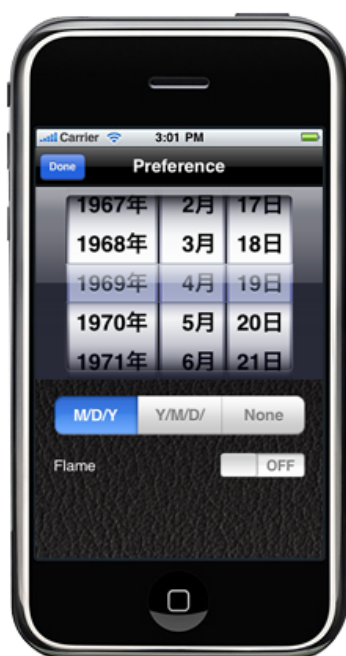 Carrier 3:01 PM
Done Preference
1967年 2月 17日
1968年 3月 18日
1969年 4月 19日
1970年 5月 20日
1971年 6月 21日
M/D/Y Y/M/D/ None
Flame OFF